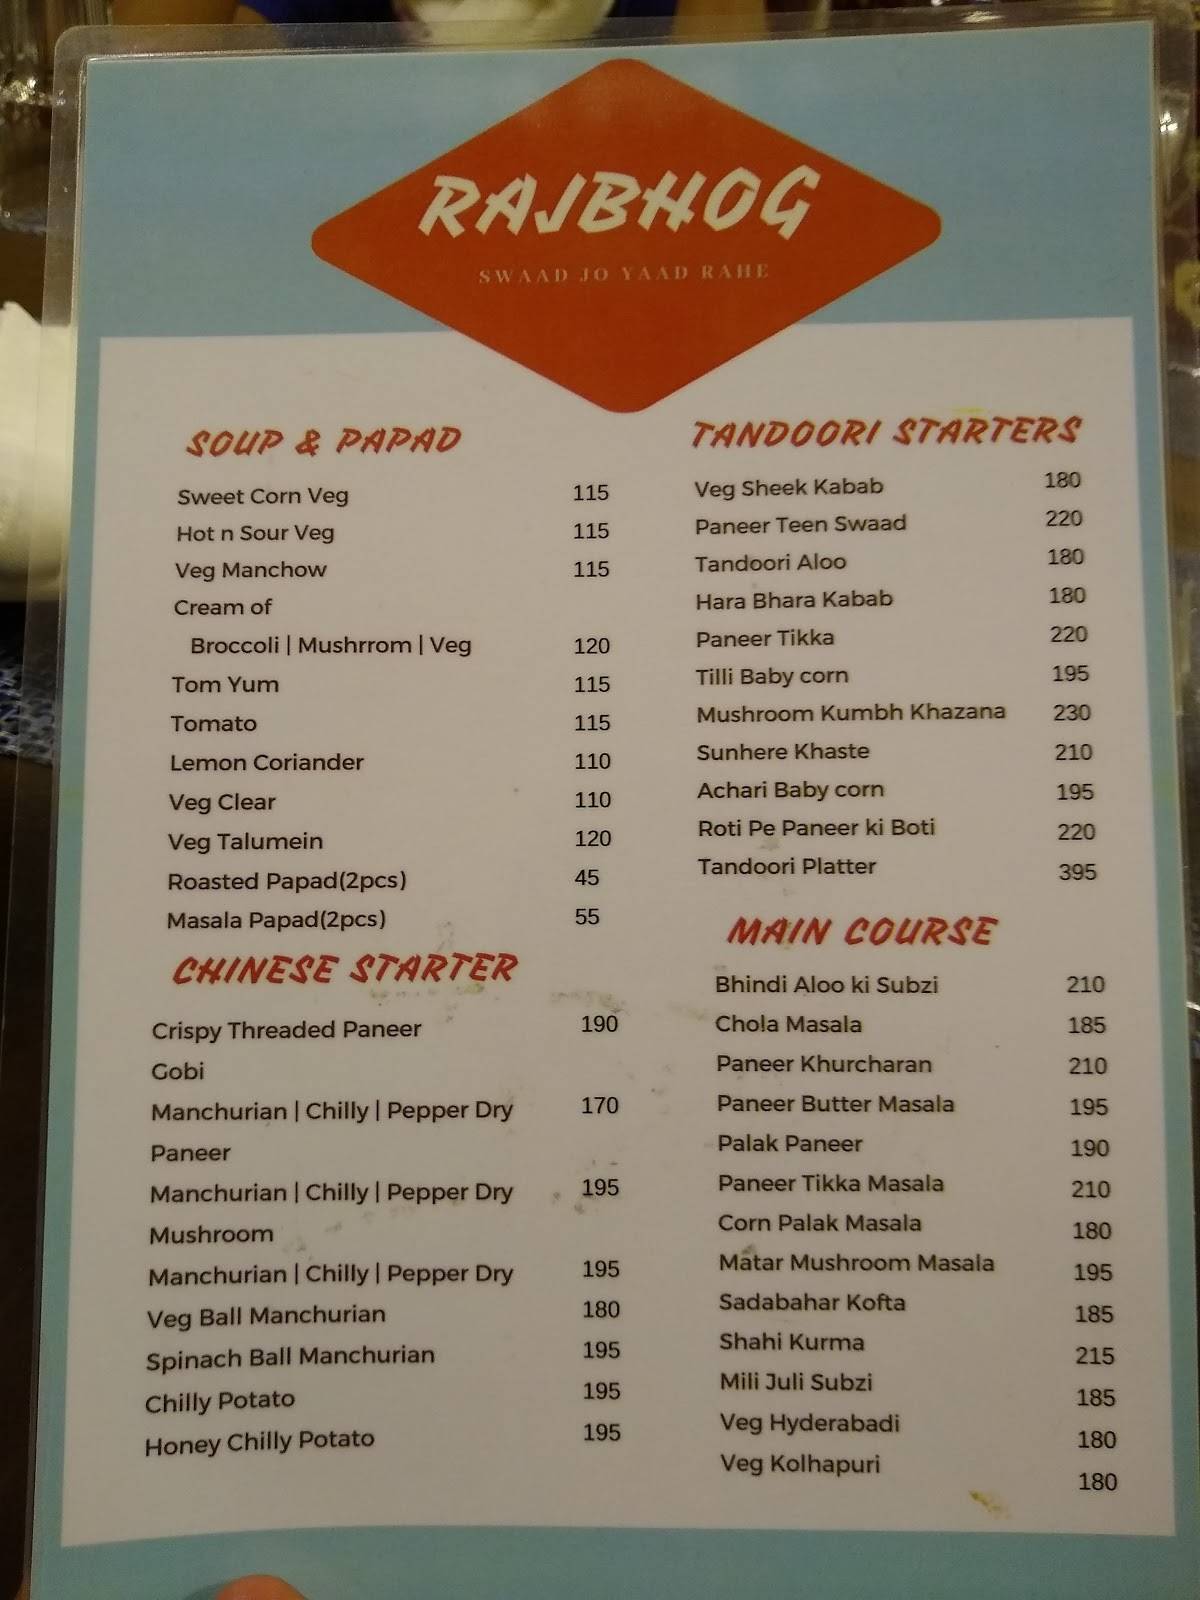 RAJBHOG
SWAAD JO YAAD RAHE
SOUP & PAPAD
Sweet Corn Veg 115
Hot n Sour Veg 115
Veg Manchow 115
Cream of
Broccoli | Mushrrom | Veg 120
Tom Yum 115
Tomato 115
Lemon Coriander 110
Veg Clear 110
Veg Talumein 120
Roasted Papad(2pcs) 45
Masala Papad(2pcs) 55
CHINESE STARTER
Crispy Threaded Paneer 190
Gobi
Manchurian | Chilly | Pepper Dry 170
Paneer
Manchurian | Chilly | Pepper Dry 195
Mushroom
Manchurian | Chilly | Pepper Dry 195
Veg Ball Manchurian 180
Spinach Ball Manchurian 195
Chilly Potato 195
Honey Chilly Potato 195
TANDOORI STARTERS
Veg Sheek Kabab 180
Paneer Teen Swaad 220
Tandoori Aloo 180
Hara Bhara Kabab 180
Paneer Tikka 220
Tilli Baby corn 195
Mushroom Kumbh Khazana 230
Sunhere Khaste 210
Achari Baby corn 195
Roti Pe Paneer ki Boti 220
Tandoori Platter 395
MAIN COURSE
Bhindi Aloo ki Subzi 210
Chola Masala 185
Paneer Khurcharan 210
Paneer Butter Masala 195
Palak Paneer 190
Paneer Tikka Masala 210
Corn Palak Masala 180
Matar Mushroom Masala 195
Sadabahar Kofta 185
Shahi Kurma 215
Mili Juli Subzi 185
Veg Hyderabadi 180
Veg Kolhapuri 180